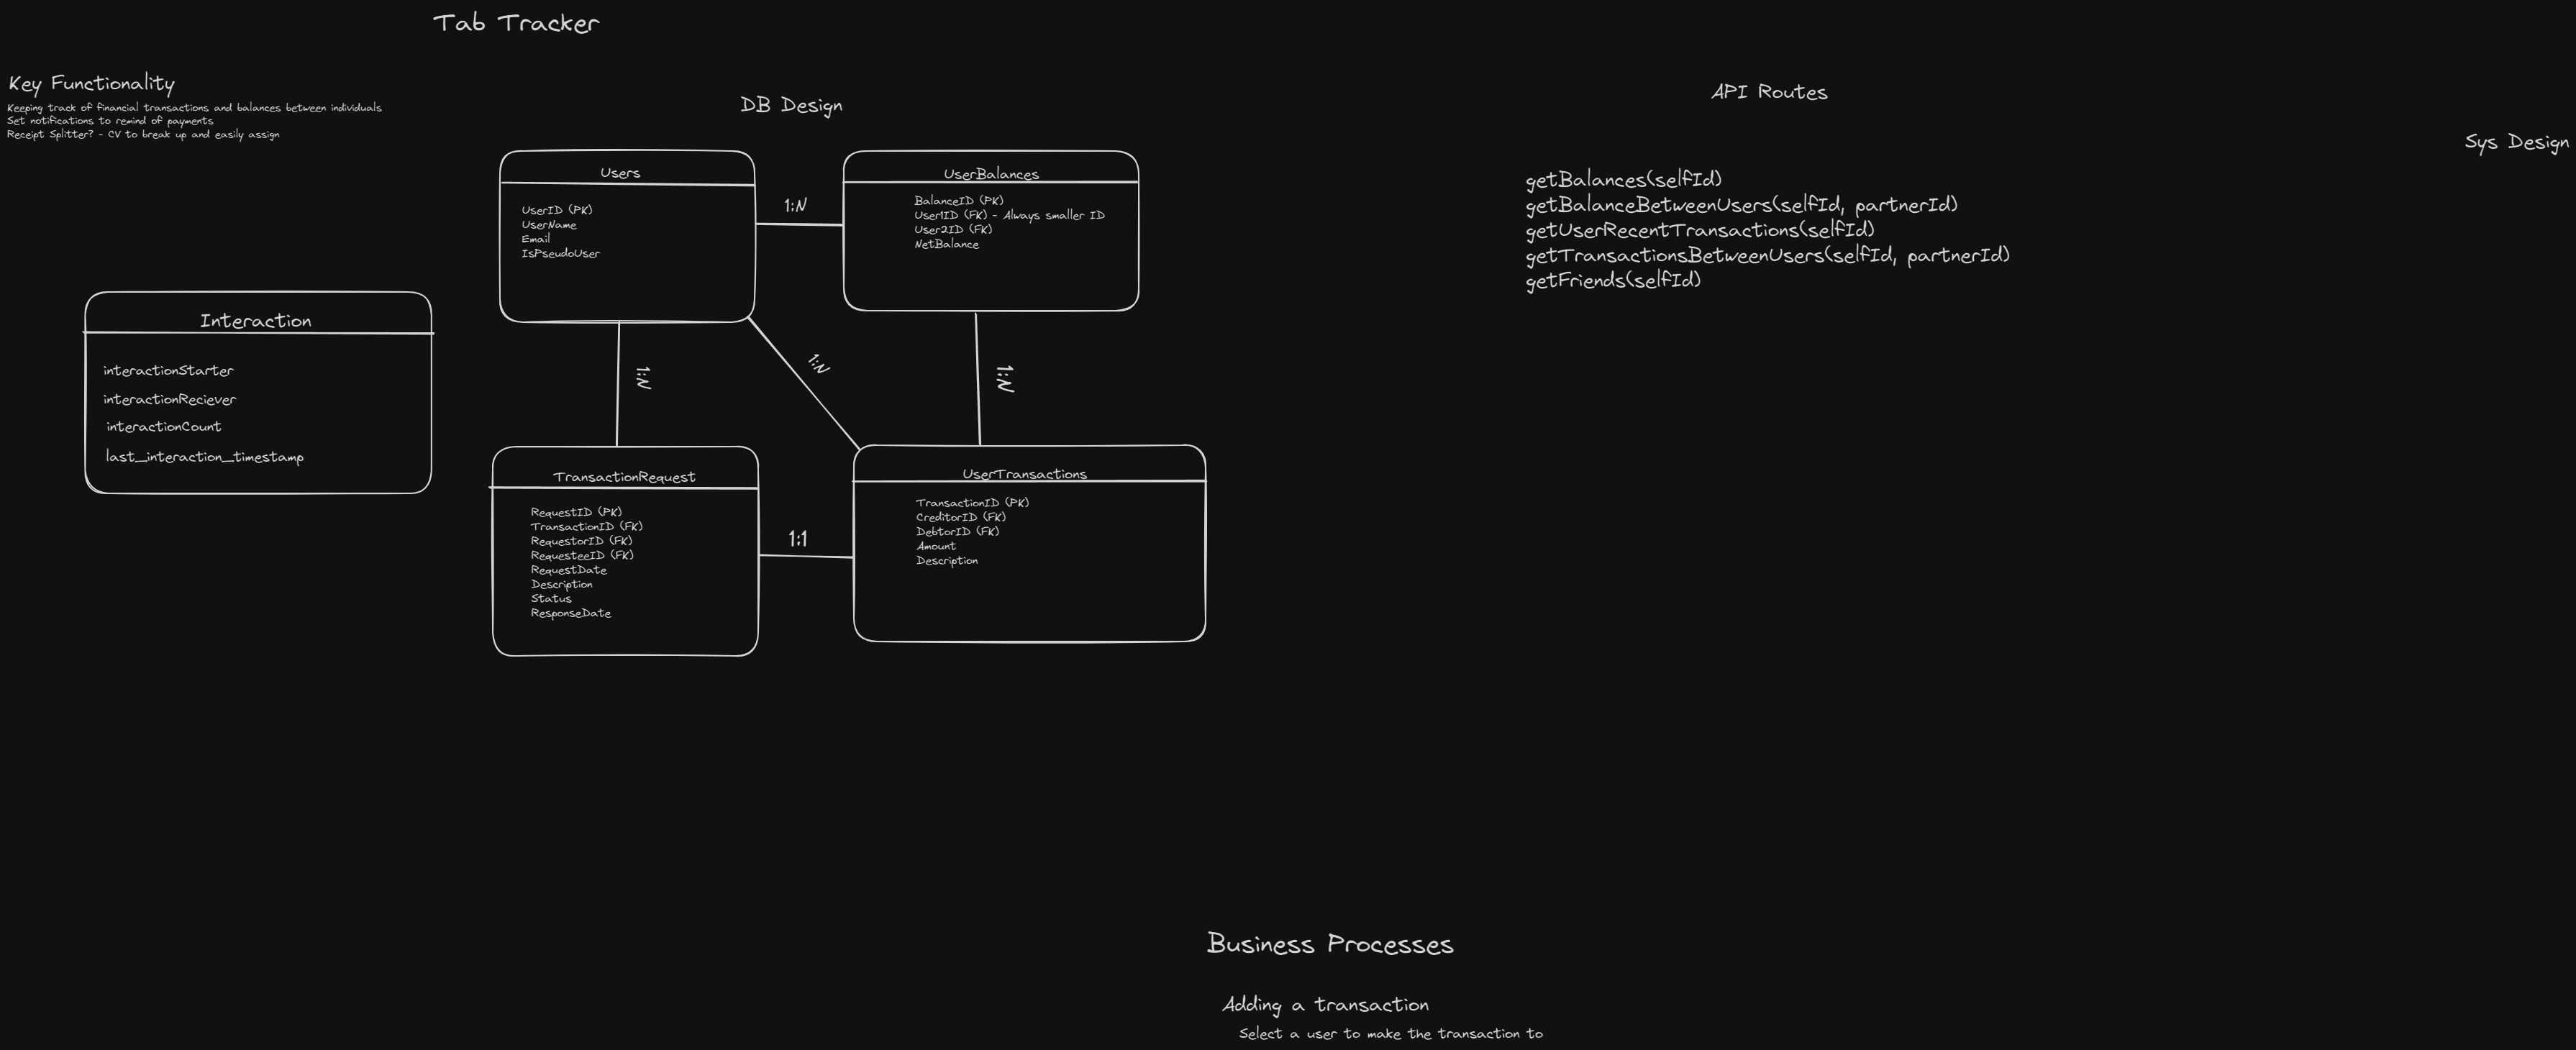 Tab Tracker
Key Functionality
Keeping track of financial transactions and balances between individuals
Set notifications to remind of payments
Receipt Splitter? - CV to break up and easily assign
DB Design
Users
UserID (PK)
UserName
Email
IsPseudoUser
1:N
UserBalances
BalanceID (PK)
User1ID (FK) - Always smaller ID
User2ID (FK)
NetBalance
Interaction
interactionStarter
interactionReciever
interactionCount
last_interaction_timestamp
1:N
1:N
1:N
TransactionRequest
RequestID (PK)
TransactionID (FK)
RequestorID (FK)
RequesteeID (FK)
RequestDate
Description
Status
ResponseDate
1:1
UserTransactions
TransactionID (PK)
CreditorID (FK)
DebtorID (FK)
Amount
Description
API Routes
getBalances(selfId)
getBalanceBetweenUsers(selfId, partnerId)
getUserRecentTransactions(selfId)
getTransactionsBetweenUsers(selfId, partnerId)
getFriends(selfId)
Sys Design
Business Processes
Adding a transaction
Select a user to make the transaction to